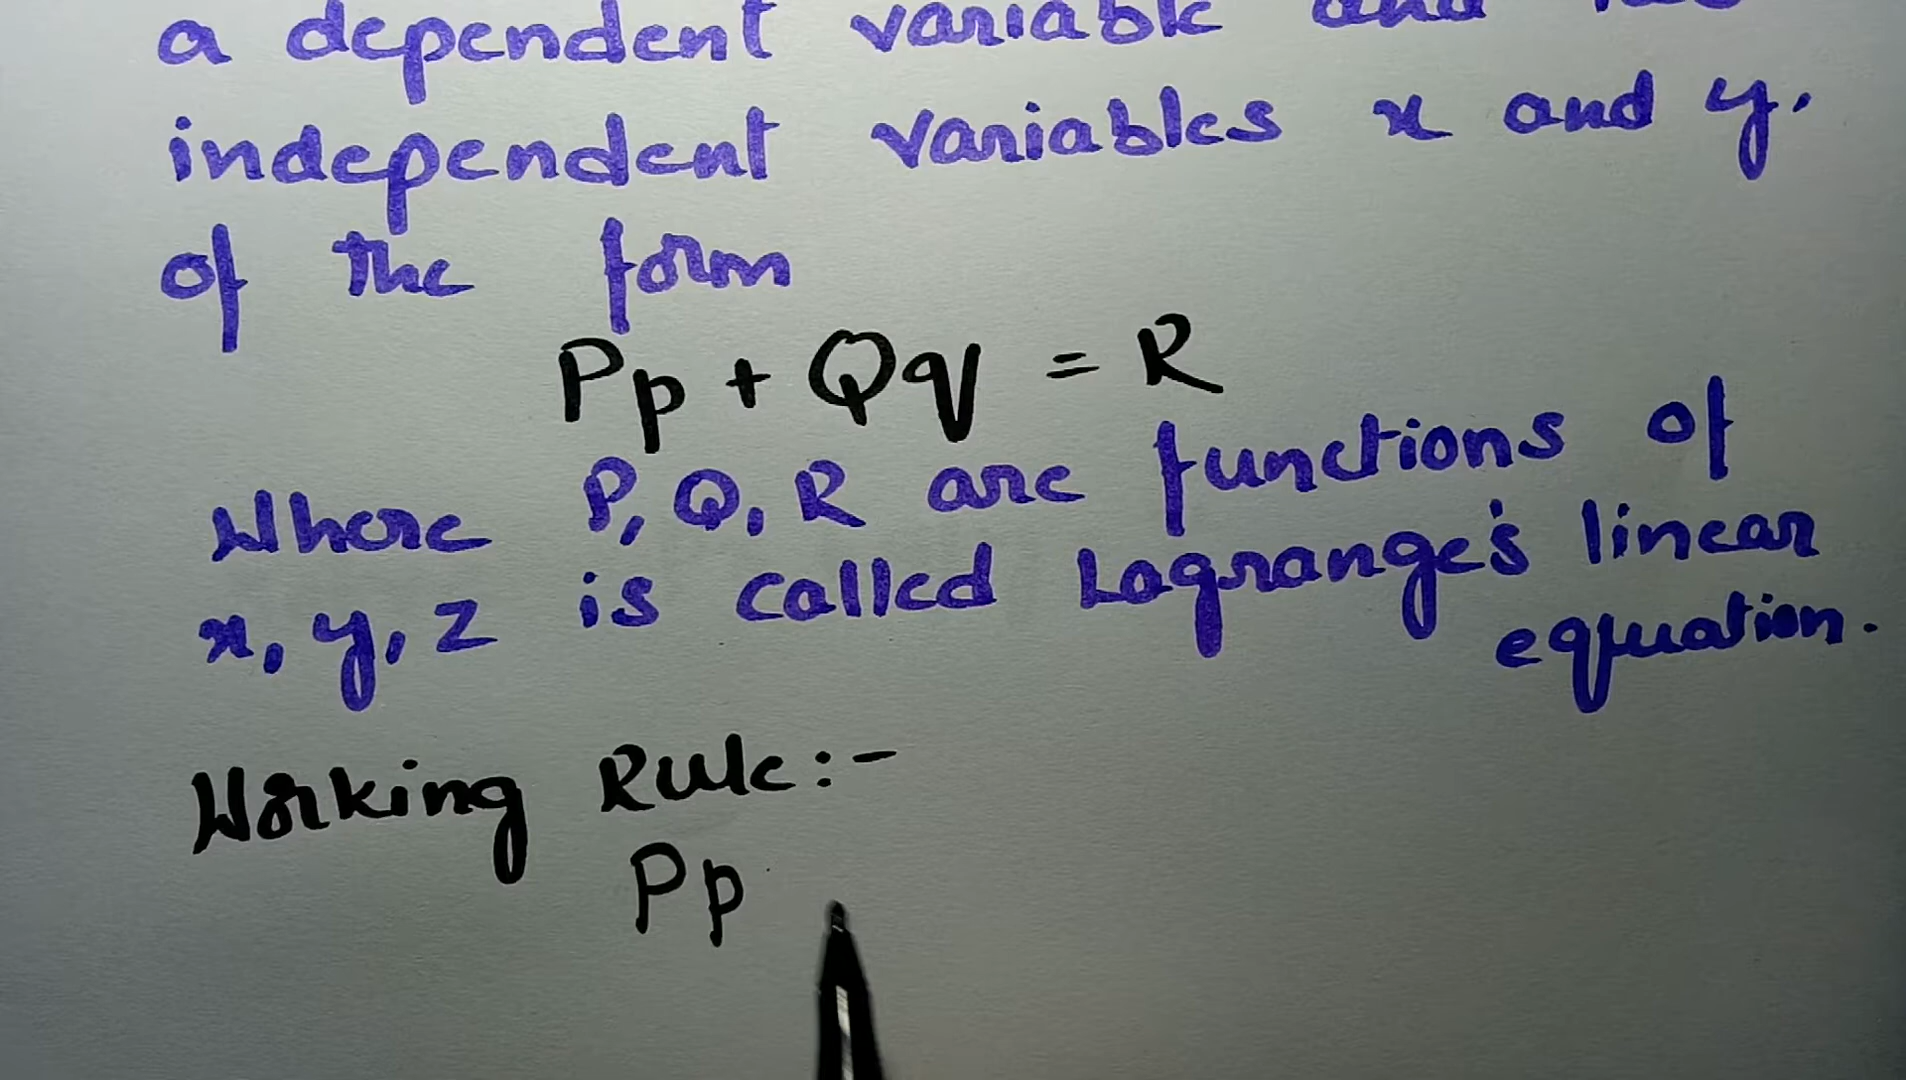 a dependent variable and
independent variables x and y.
of the form
Pp + Qq = R
Where P, Q, R are functions of
x, y, z is called Lagrange's linear
equation.
Working Rule:-
Pp